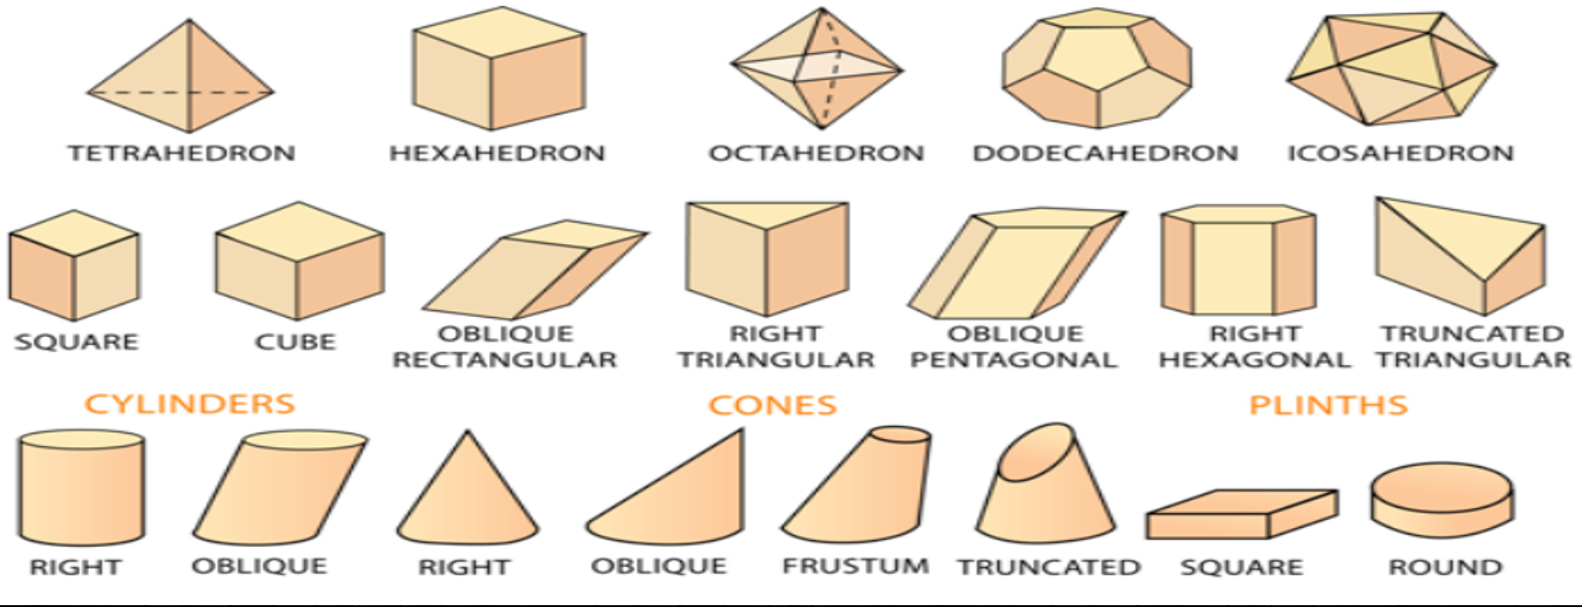 TETRAHEDRON HEXAHEDRON OCTAHEDRON DODECAHEDRON ICOSAHEDRON
SQUARE CUBE OBLIQUE RECTANGULAR RIGHT TRIANGULAR OBLIQUE PENTAGONAL RIGHT HEXAGONAL TRUNCATED TRIANGULAR
CYLINDERS CONES PLINTHS
RIGHT OBLIQUE RIGHT OBLIQUE FRUSTUM TRUNCATED SQUARE ROUND